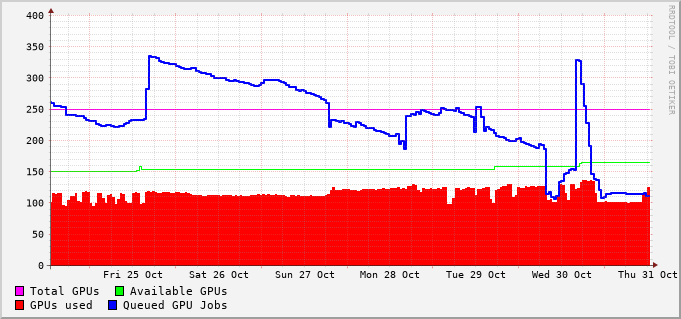 400
350
300
250
200
150
100
50
0
Fri 25 Oct Sat 26 Oct Sun 27 Oct Mon 28 Oct Tue 29 Oct Wed 30 Oct Thu 31 Oct
Total GPUs Available GPUs
GPUs used Queued GPU Jobs
RRDTOOL / TOBI OETIKER